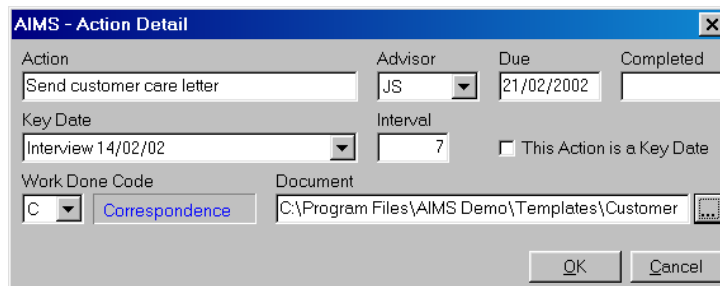 AIMS - Action Detail
Action Advisor Due Completed
Send customer care letter JS 21/02/2002
Key Date Interval
Interview 14/02/02 7 This Action is a Key Date
Work Done Code Document
C Correspondence C:\Program Files\AIMS Demo\Templates\Customer ...
OK Cancel